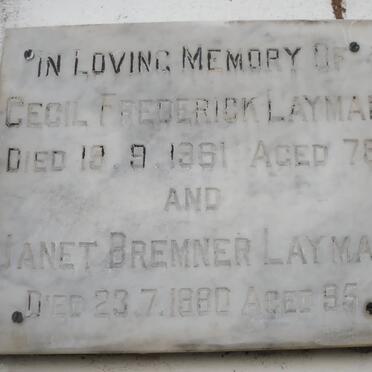 IN LOVING MEMORY OF
CECIL FREDERICK LAYMA
DIED 19.9.1961 AGED 78
AND
JANET BREMNER LAYMA
DIED 23.7.1980 AGED 95